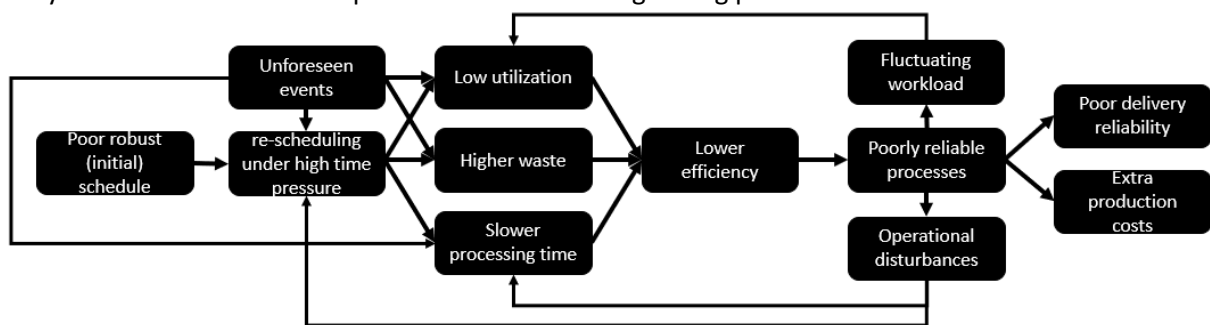 Unforeseen
events
Low utilization
Fluctuating
workload
Poor robust
(initial)
schedule
re-scheduling
under high time
pressure
Higher waste
Lower
efficiency
Poorly reliable
processes
Poor delivery
reliability
Extra
production
costs
Slower
processing time
Operational
disturbances